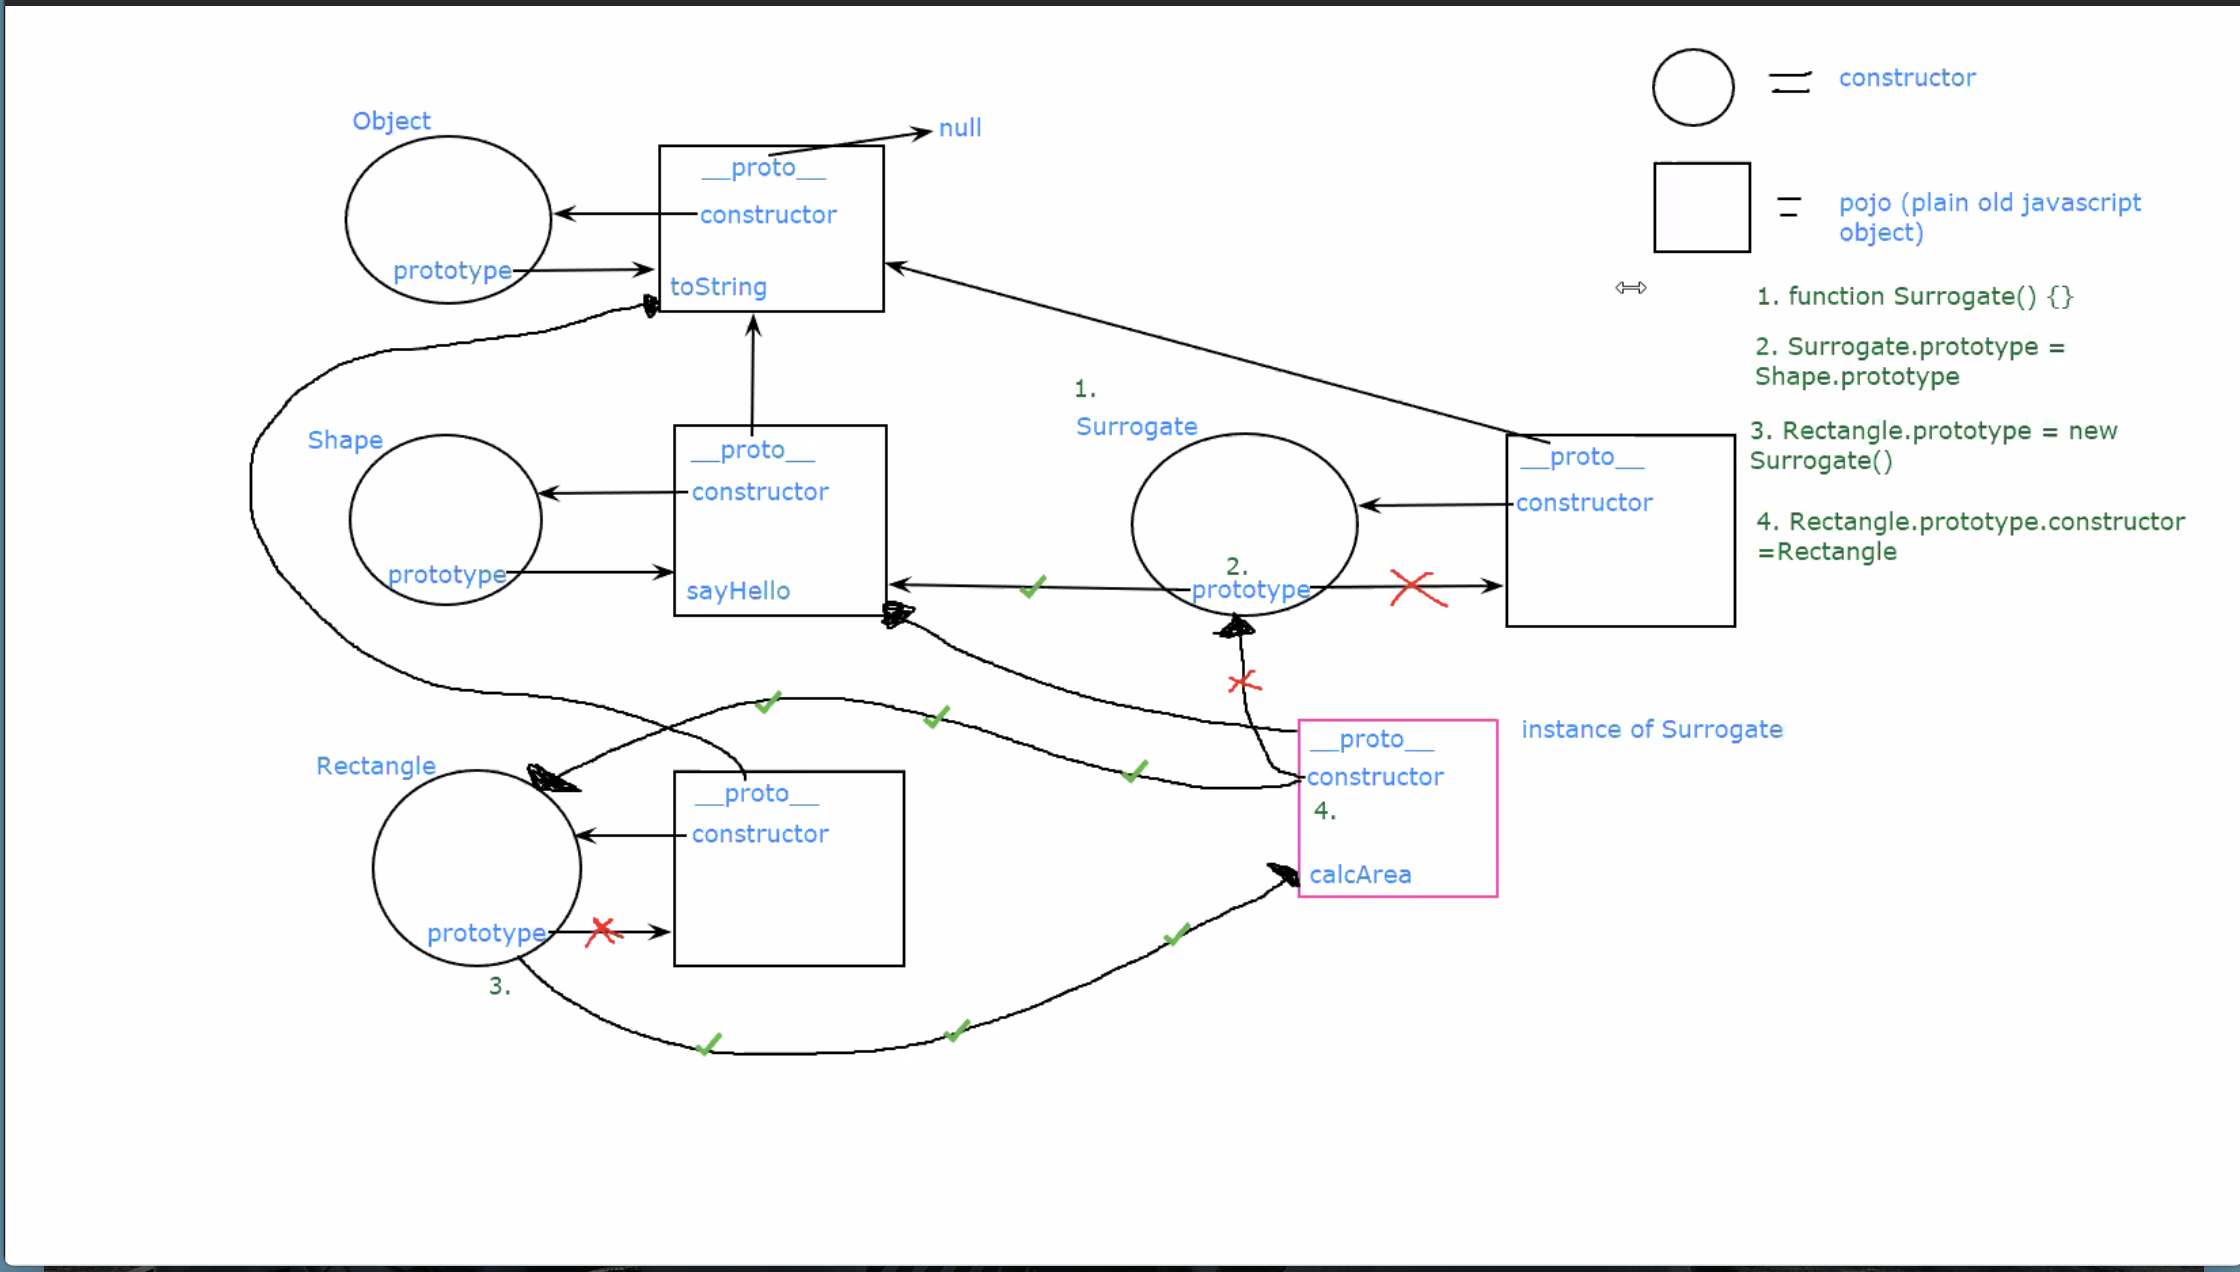 constructor
pojo (plain old javascript
object)
Object
null
__proto__
constructor
prototype
toString
1. function Surrogate() {}
2. Surrogate.prototype =
Shape.prototype
3. Rectangle.prototype = new
Surrogate()
4. Rectangle.prototype.constructor
=Rectangle
Shape
__proto__
constructor
prototype
sayHello
1.
Surrogate
2.
prototype
__proto__
constructor
Rectangle
__proto__
constructor
prototype
3.
__proto__
constructor
4.
calcArea
instance of Surrogate